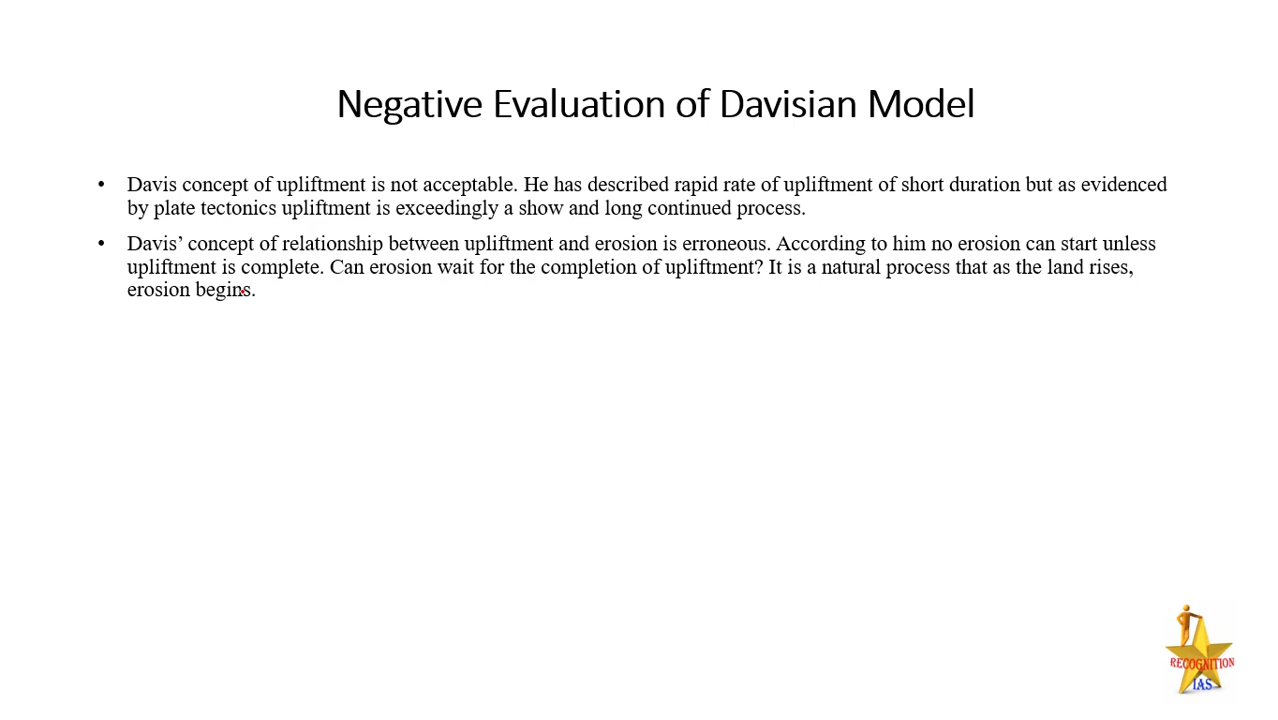 Negative Evaluation of Davisian Model
• Davis concept of upliftment is not acceptable. He has described rapid rate of upliftment of short duration but as evidenced
by plate tectonics upliftment is exceedingly a show and long continued process.
• Davis’ concept of relationship between upliftment and erosion is erroneous. According to him no erosion can start unless
upliftment is complete. Can erosion wait for the completion of upliftment? It is a natural process that as the land rises,
erosion begins.
RECOGNITION
IAS